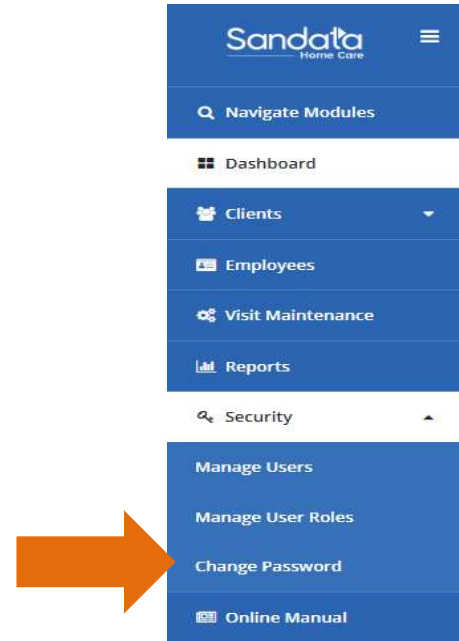 Sandata
Home Care
Navigate Modules
Dashboard
Clients
Employees
Visit Maintenance
Reports
Security
Manage Users
Manage User Roles
Change Password
Online Manual